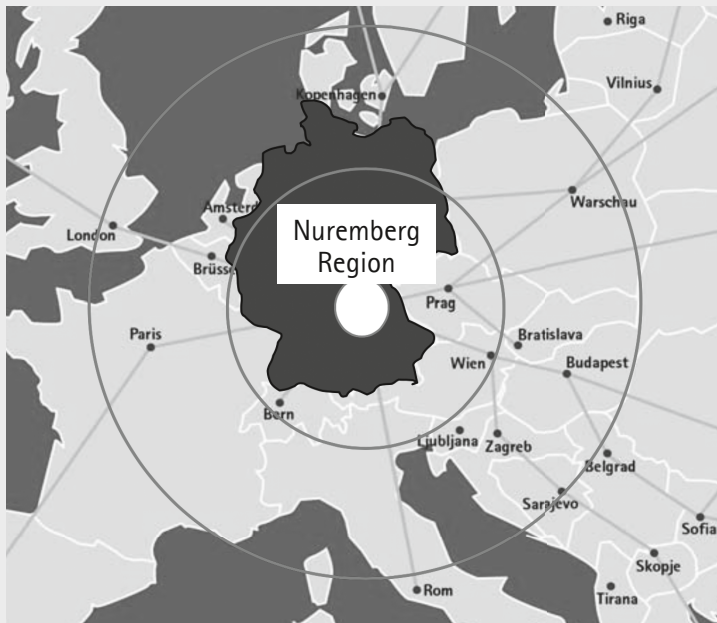 Riga
Vilnius
Kopenhagen
Warschau
Amsterd
London
Nuremberg
Region
Brüsse
Prag
Paris
Bratislava
Wien
Budapest
Bern
Ljubljana
Zagreb
Belgrad
Sarajevo
Sofia
Skopje
Rom
Tirana